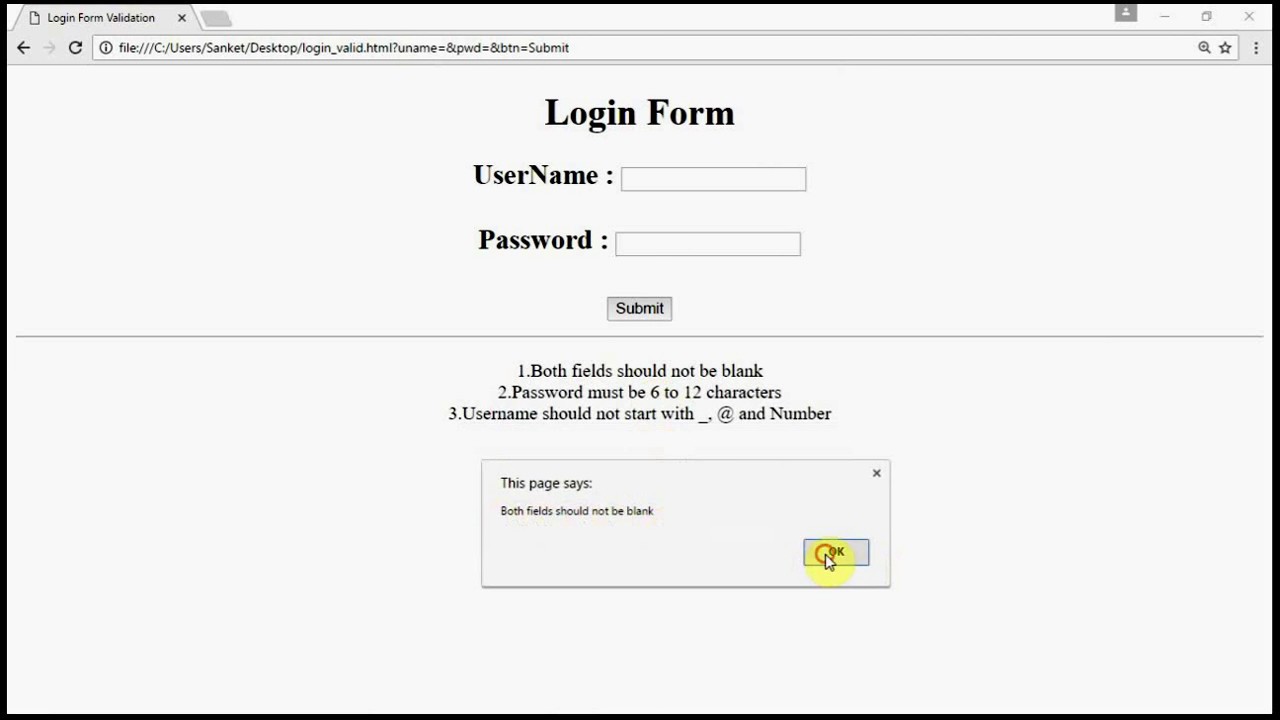 Login Form Validation
file:///C:/Users/Sanket/Desktop/login_valid.html?uname=&pwd=&btn=Submit
Login Form
UserName :
Password :
Submit
1.Both fields should not be blank
2.Password must be 6 to 12 characters
3.Username should not start with _, @ and Number
This page says:
Both fields should not be blank
OK